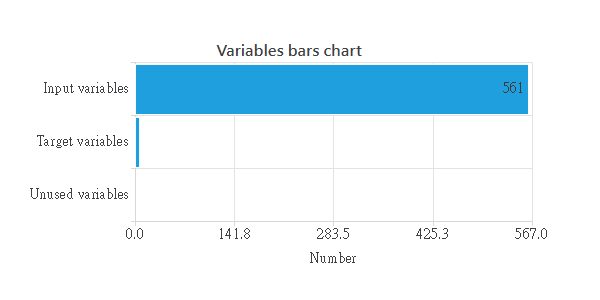 Variables bars chart
Input variables
561
Target variables
Unused variables
0.0 141.8 283.5 425.3 567.0
Number